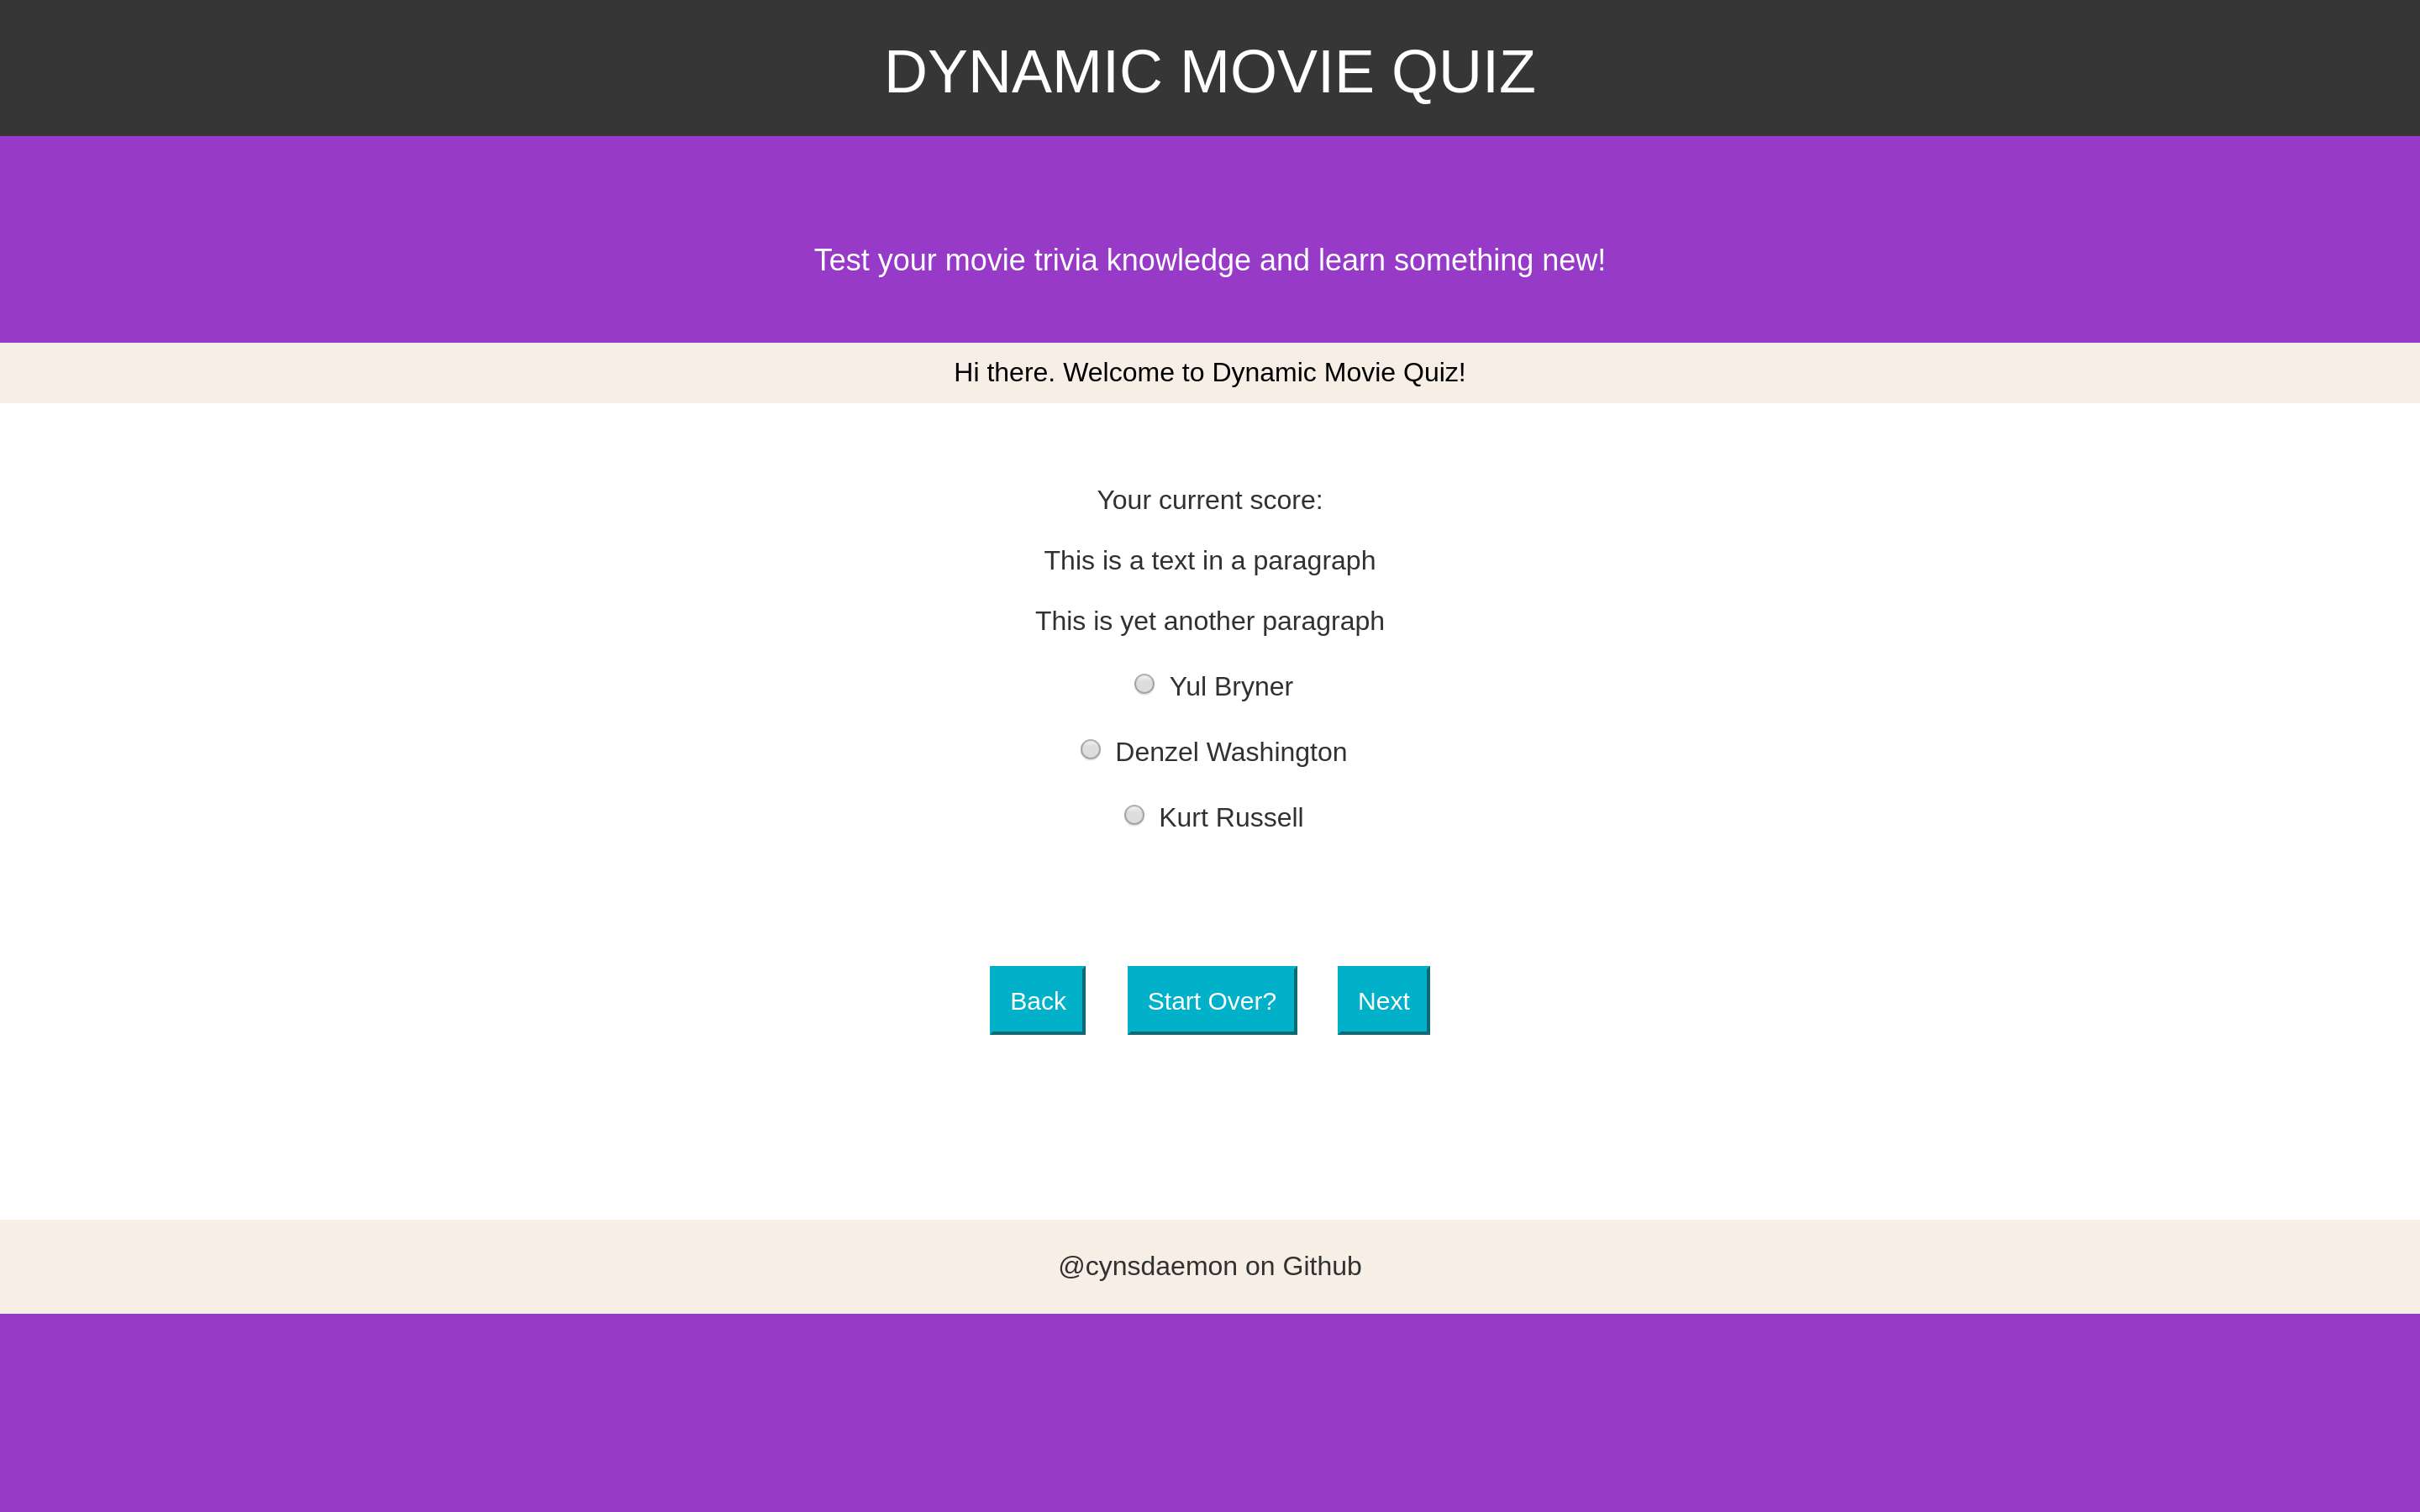 DYNAMIC MOVIE QUIZ
Test your movie trivia knowledge and learn something new!
Hi there. Welcome to Dynamic Movie Quiz!
Your current score:
This is a text in a paragraph
This is yet another paragraph
Yul Bryner
Denzel Washington
Kurt Russell
Back Start Over? Next
@cynsdaemon on Github